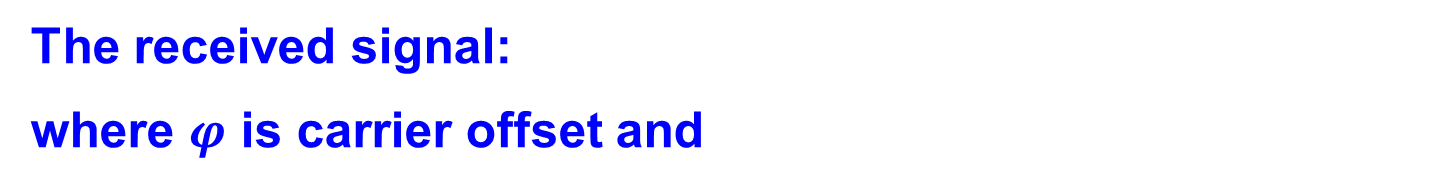 The received signal:
where φ is carrier offset and